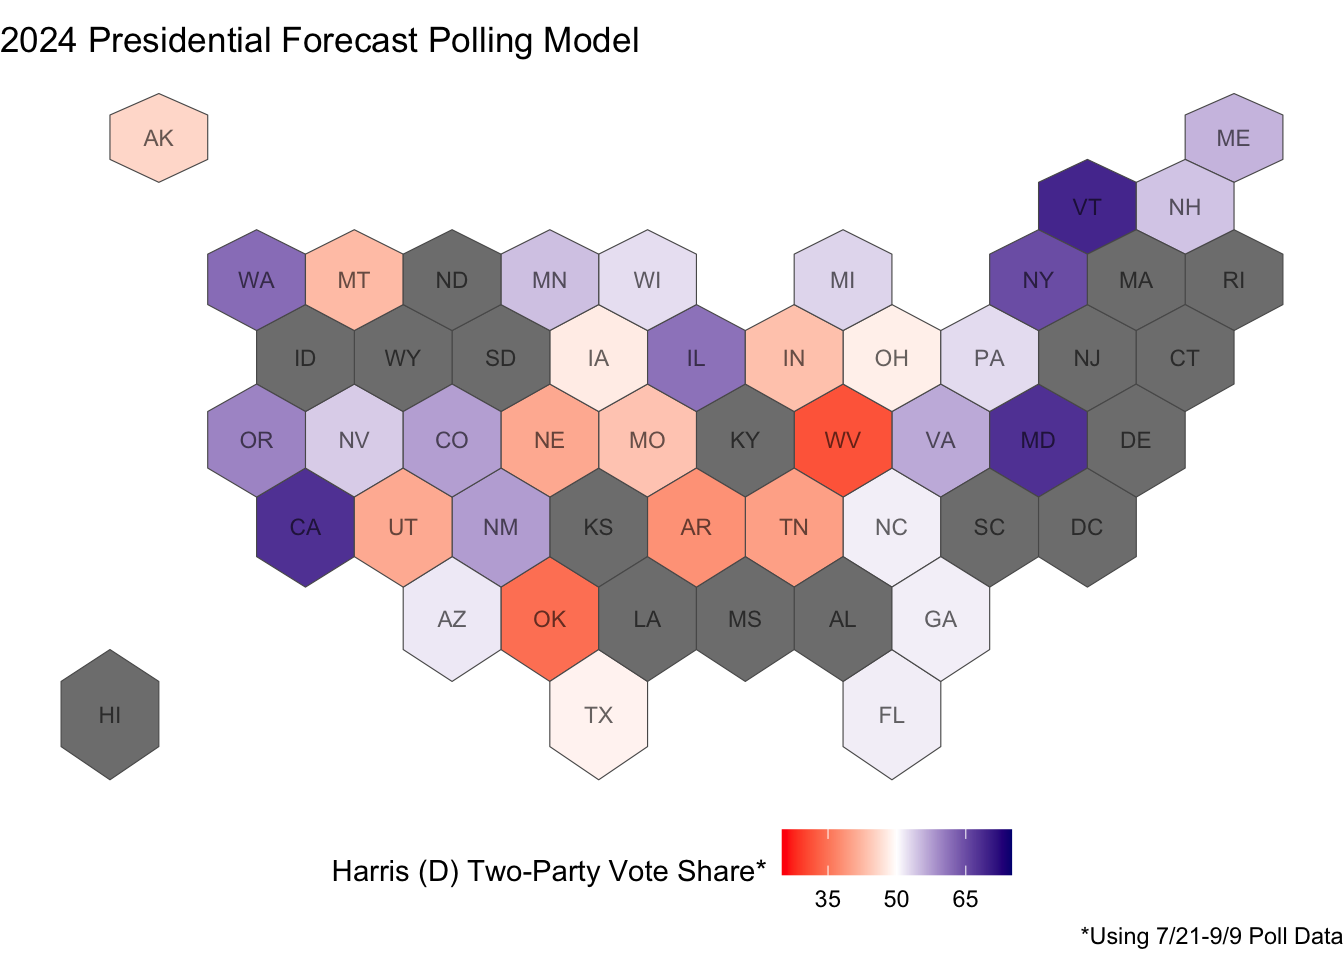 2024 Presidential Forecast Polling Model
AK
ME
VT NH
WA MT ND MN WI MI NY MA RI
ID WY SD IA IL IN OH PA NJ CT
OR NV CO NE MO KY WV VA MD DE
CA UT NM KS AR TN NC SC DC
AZ OK LA MS AL GA
HI TX FL
Harris (D) Two-Party Vote Share*
35 50 65
*Using 7/21-9/9 Poll Data